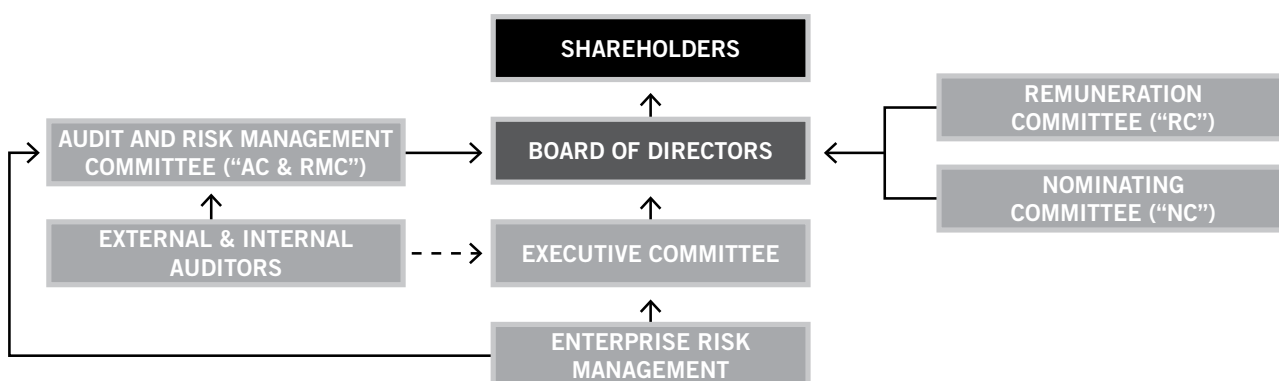 SHAREHOLDERS
REMUNERATION
COMMITTEE (“RC”)
AUDIT AND RISK MANAGEMENT
COMMITTEE (“AC & RMC”)
BOARD OF DIRECTORS
NOMINATING
COMMITTEE (“NC”)
EXTERNAL & INTERNAL
AUDITORS
EXECUTIVE COMMITTEE
ENTERPRISE RISK
MANAGEMENT